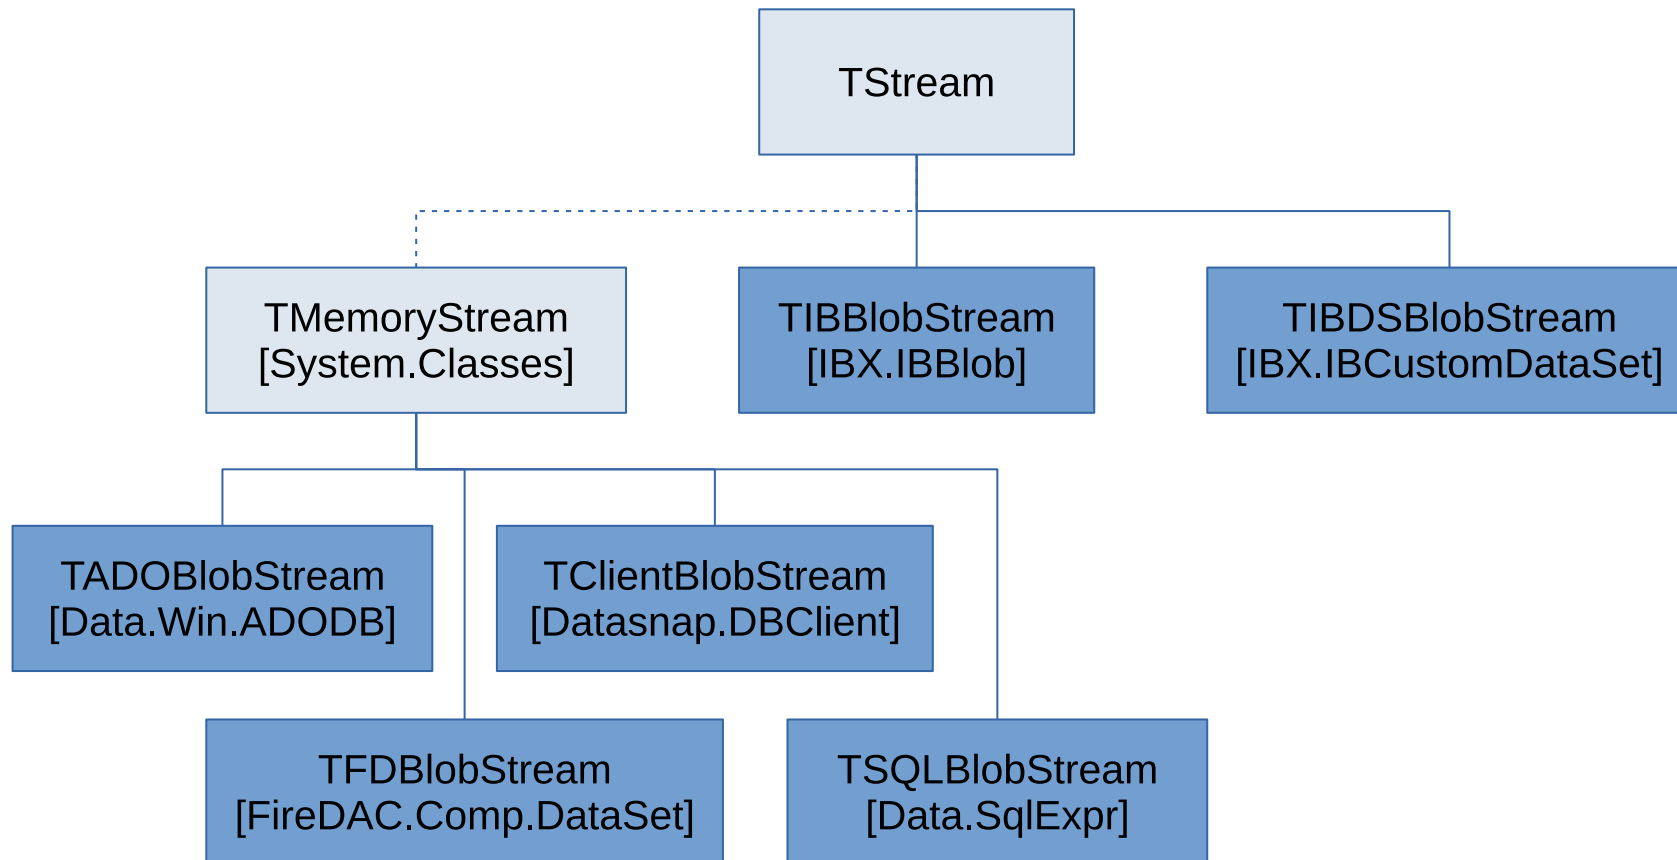 TStream
TMemoryStream
[System.Classes]
TIBBlobStream
[IBX.IBBlob]
TIBDSBlobStream
[IBX.IBCustomDataSet]
TADOBlobStream
[Data.Win.ADODB]
TClientBlobStream
[Datasnap.DBClient]
TFDBlobStream
[FireDAC.Comp.DataSet]
TSQLBlobStream
[Data.SqlExpr]